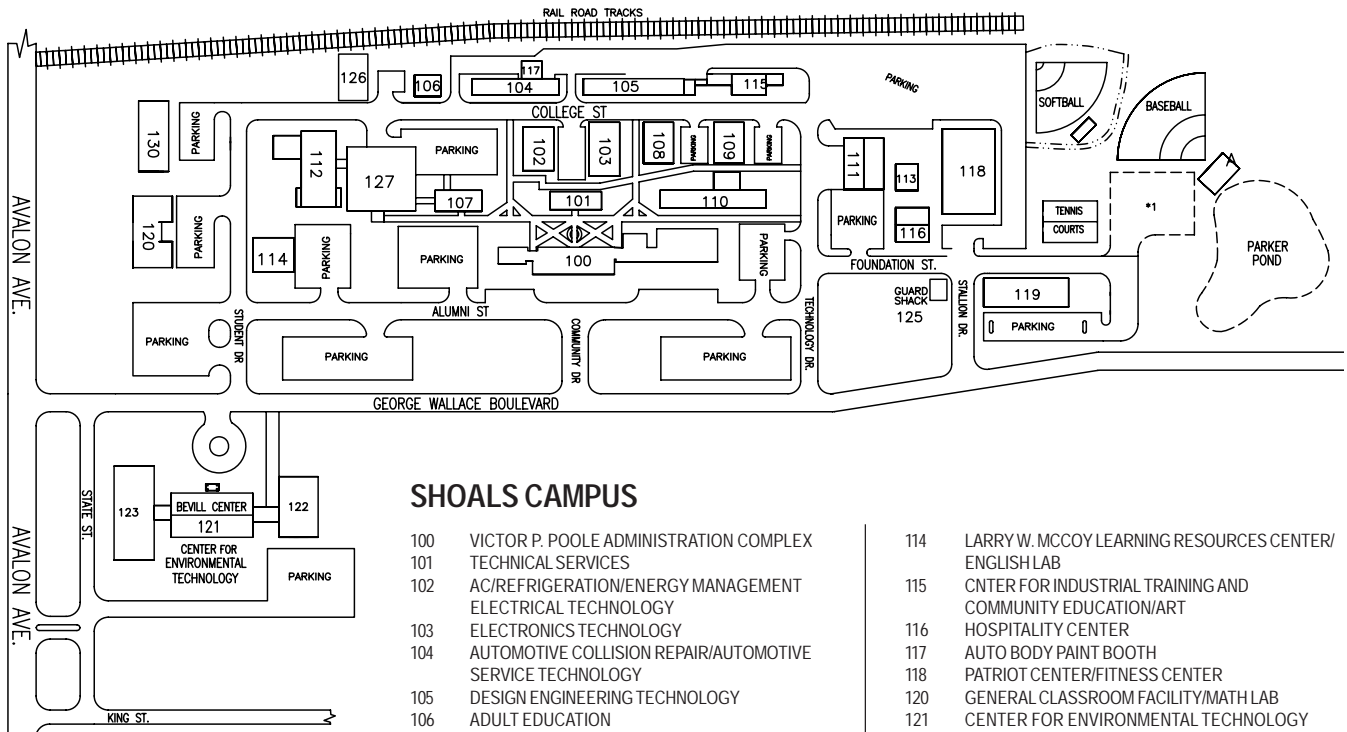 RAIL ROAD TRACKS
126
106
117
104
105
115
PARKING
SOFTBALL
BASEBALL
COLLEGE ST
130
PARKING
112
127
PARKING
102
103
108
PARKING
109
PARKING
111
113
118
107
101
110
AVALON AVE.
120
PARKING
114
PARKING
PARKING
100
PARKING
PARKING
116
TENNIS
COURTS
*1
PARKER
POND
FOUNDATION ST.
GUARD
SHACK
125
STALLION DR.
119
PARKING
ALUMNI ST
PARKING
STUDENT DR
PARKING
COMMUNITY DR
PARKING
TECHNOLOGY DR.
GEORGE WALLACE BOULEVARD
STATE ST.
123
BEVILL CENTER
121
122
CENTER FOR
ENVIRONMENTAL
TECHNOLOGY
PARKING
AVALON AVE.
KING ST.
SHOALS CAMPUS
100 VICTOR P. POOLE ADMINISTRATION COMPLEX
101 TECHNICAL SERVICES
102 AC/REFRIGERATION/ENERGY MANAGEMENT
ELECTRICAL TECHNOLOGY
103 ELECTRONICS TECHNOLOGY
104 AUTOMOTIVE COLLISION REPAIR/AUTOMOTIVE
SERVICE TECHNOLOGY
105 DESIGN ENGINEERING TECHNOLOGY
106 ADULT EDUCATION
114 LARRY W. MCCOY LEARNING RESOURCES CENTER/
ENGLISH LAB
115 CNTER FOR INDUSTRIAL TRAINING AND
COMMUNITY EDUCATION/ART
116 HOSPITALITY CENTER
117 AUTO BODY PAINT BOOTH
118 PATRIOT CENTER/FITNESS CENTER
120 GENERAL CLASSROOM FACILITY/MATH LAB
121 CENTER FOR ENVIRONMENTAL TECHNOLOGY